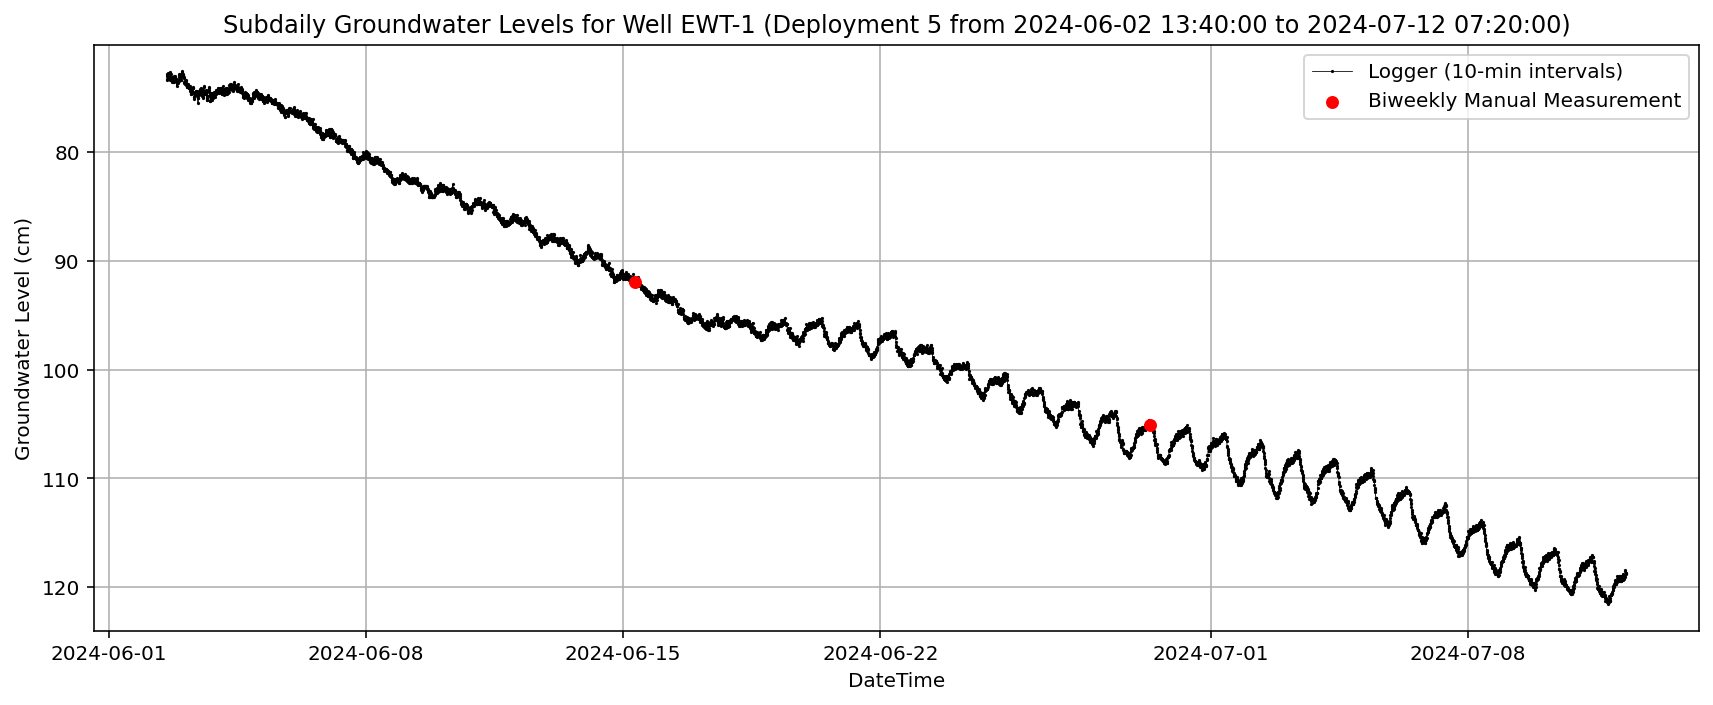 Subdaily Groundwater Levels for Well EWT-1 (Deployment 5 from 2024-06-02 13:40:00 to 2024-07-12 07:20:00)
Logger (10-min intervals)
Biweekly Manual Measurement
Groundwater Level (cm)
80
90
100
110
120
2024-06-01 2024-06-08 2024-06-15 2024-06-22 2024-07-01 2024-07-08
DateTime